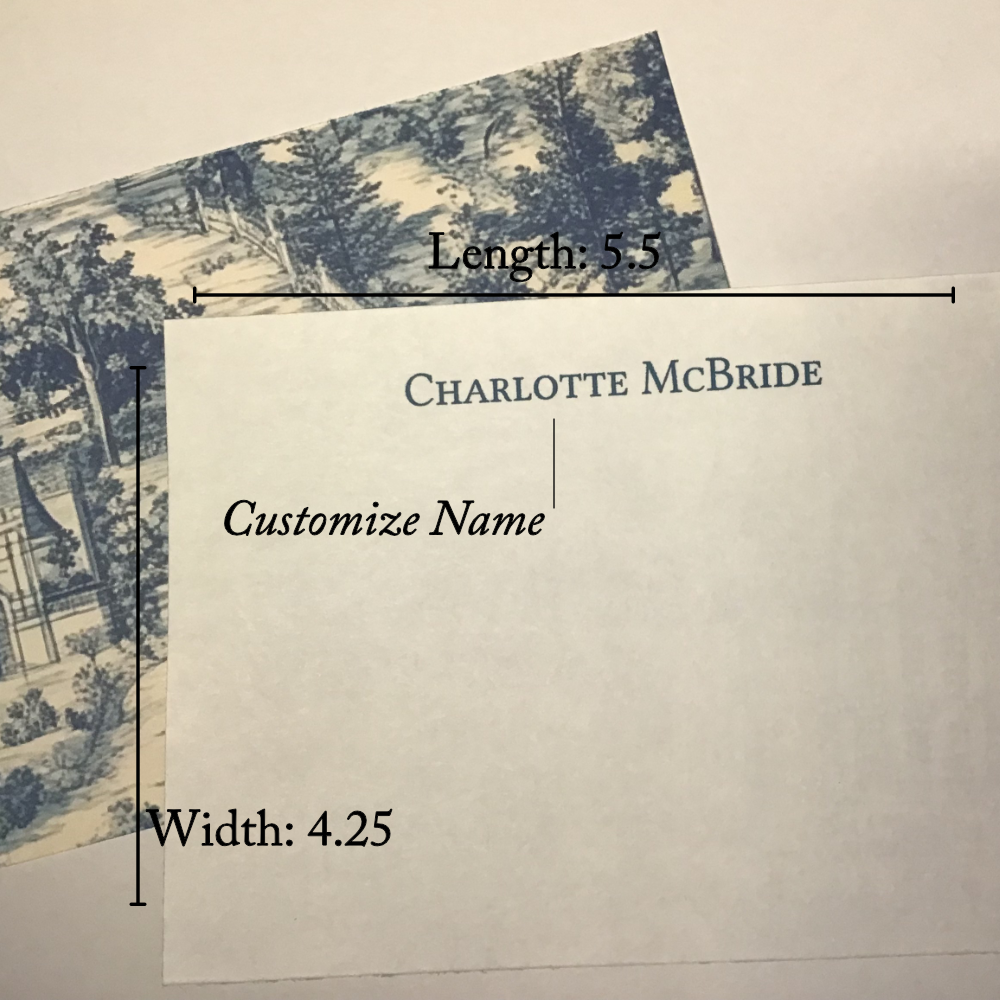 Length: 5.5
Charlotte McBride
Customize Name
Width: 4.25